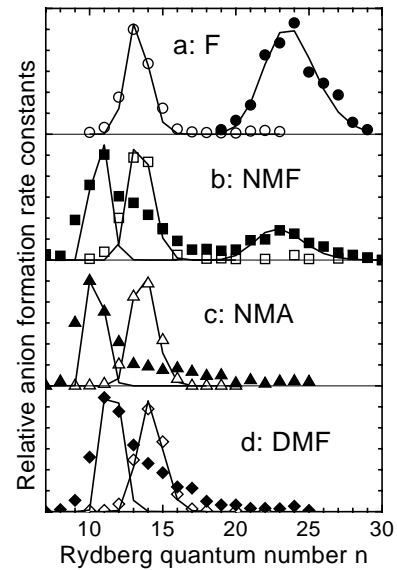 Relative anion formation rate constants
a: F
b: NMF
c: NMA
d: DMF
10 15 20 25 30
Rydberg quantum number n